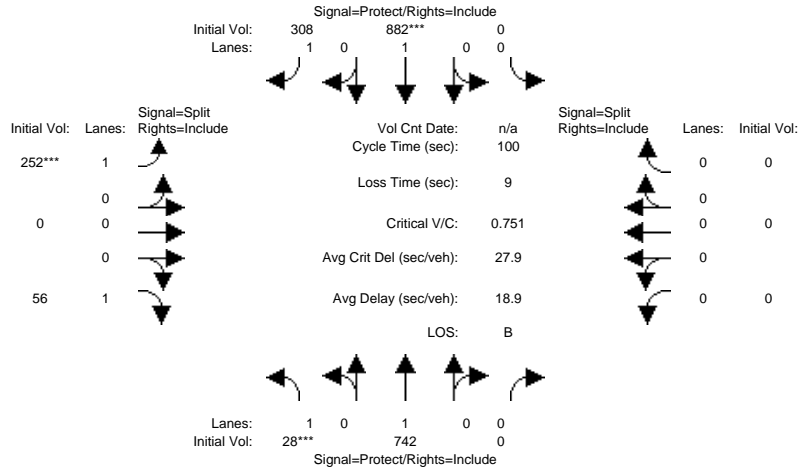 Signal=Protect/Rights=Include
Initial Vol: 308 882*** 0
Lanes: 1 0 1 0 0
Signal=Split
Signal=Split
Initial Vol: Lanes: Rights=Include Vol Cnt Date: n/a Rights=Include Lanes: Initial Vol:
Cycle Time (sec): 100
252*** 1 0 0
Loss Time (sec): 9
0 0
0 0 Critical V/C: 0.751 0 0
0 Avg Crit Del (sec/veh): 27.9 0
56 1 Avg Delay (sec/veh): 18.9 0 0
LOS: B
Lanes: 1 0 1 0 0
Initial Vol: 28*** 742 0
Signal=Protect/Rights=Include